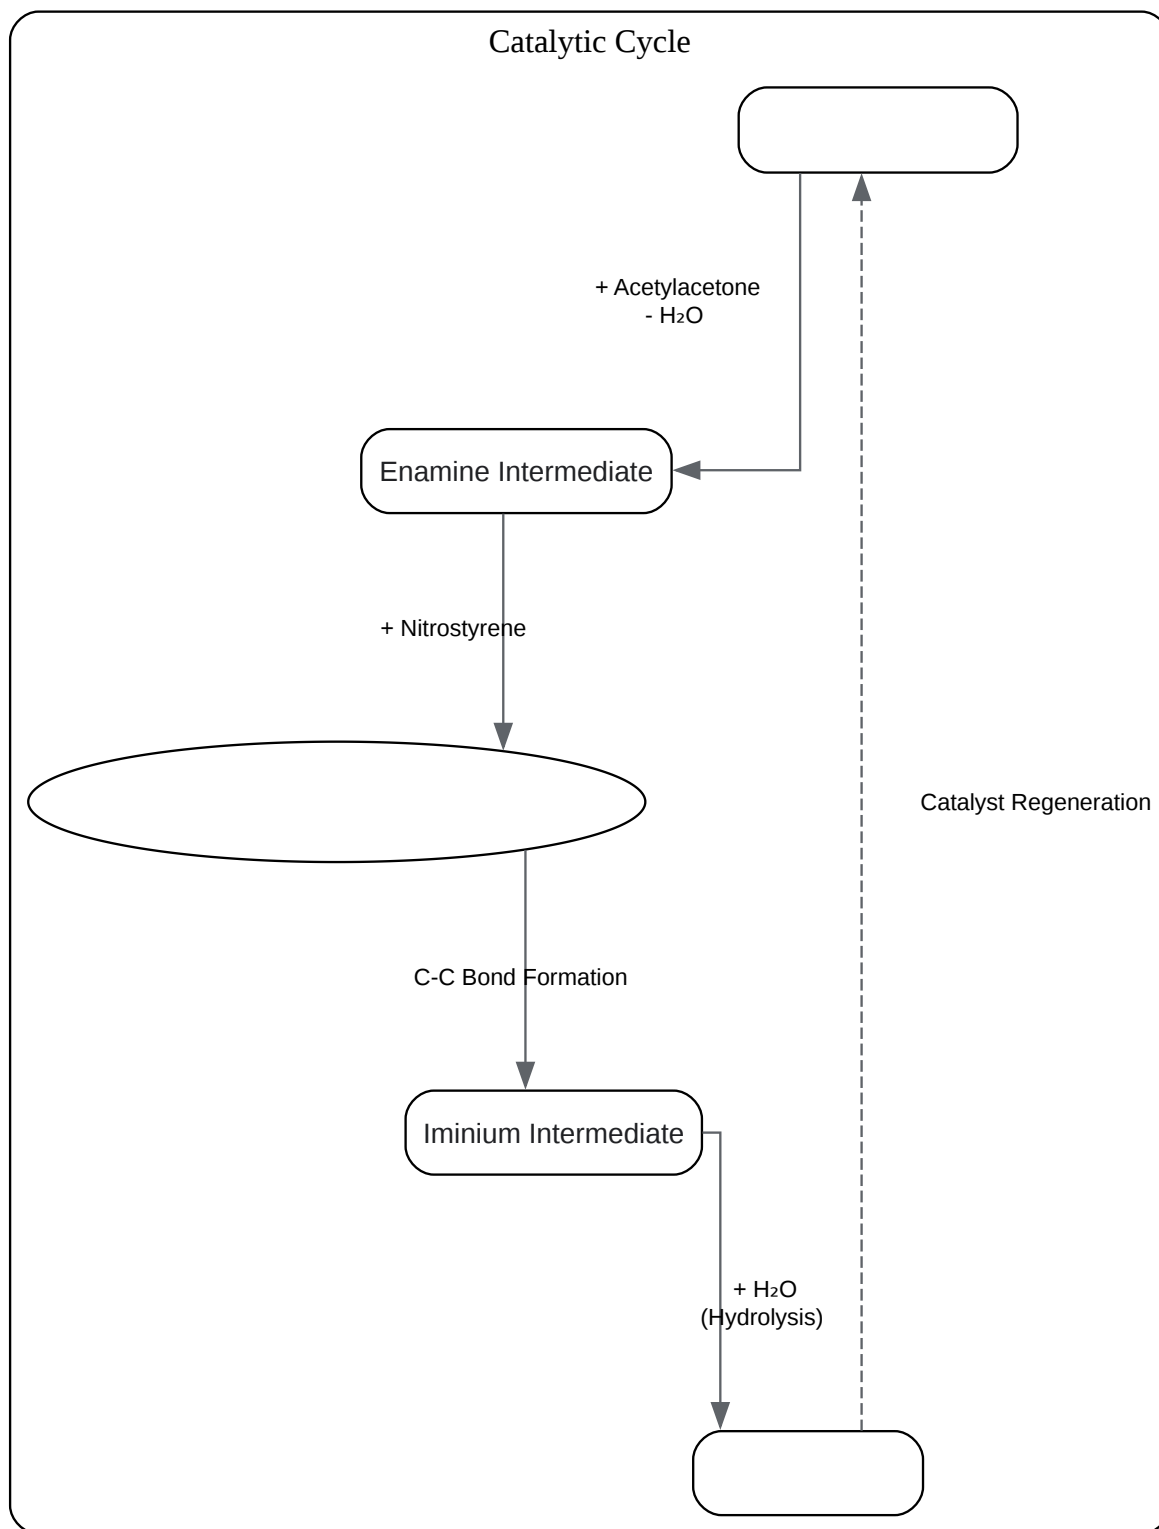 Catalytic Cycle
+ Acetylacetone
- H₂O
Enamine Intermediate
+ Nitrostyrene
Catalyst Regeneration
C-C Bond Formation
Iminium Intermediate
+ H₂O
(Hydrolysis)